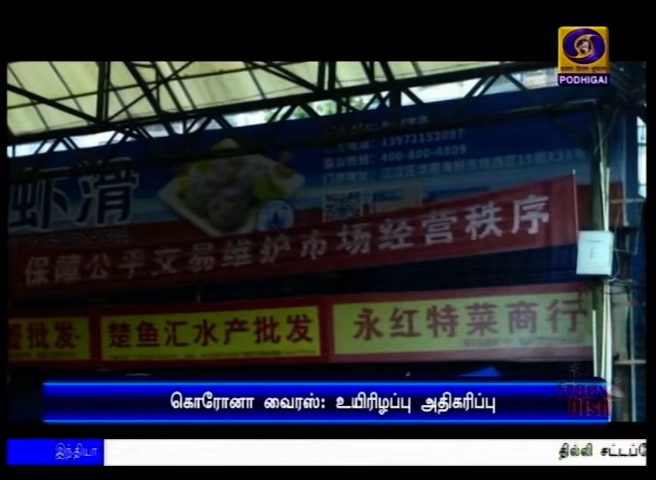 PODHIGAI
13971153097
400-800-4809
虾滑
保障公平交易维护市场经营秩序
批发
楚鱼汇水产批发
永红特菜商行
கொரோனா வைரஸ்: உயிரிழப்பு அதிகரிப்பு
இந்தியா
தில்லி